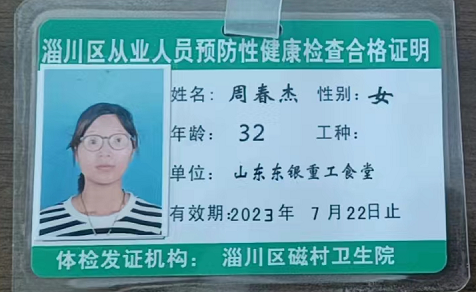 淄川区从业人员预防性健康检查合格证明
姓名: 周春杰 性别: 女
年龄: 32 工种:
单位: 山东东银重工食堂
有效期:2023年 7月22日止
体检发证机构: 淄川区磁村卫生院